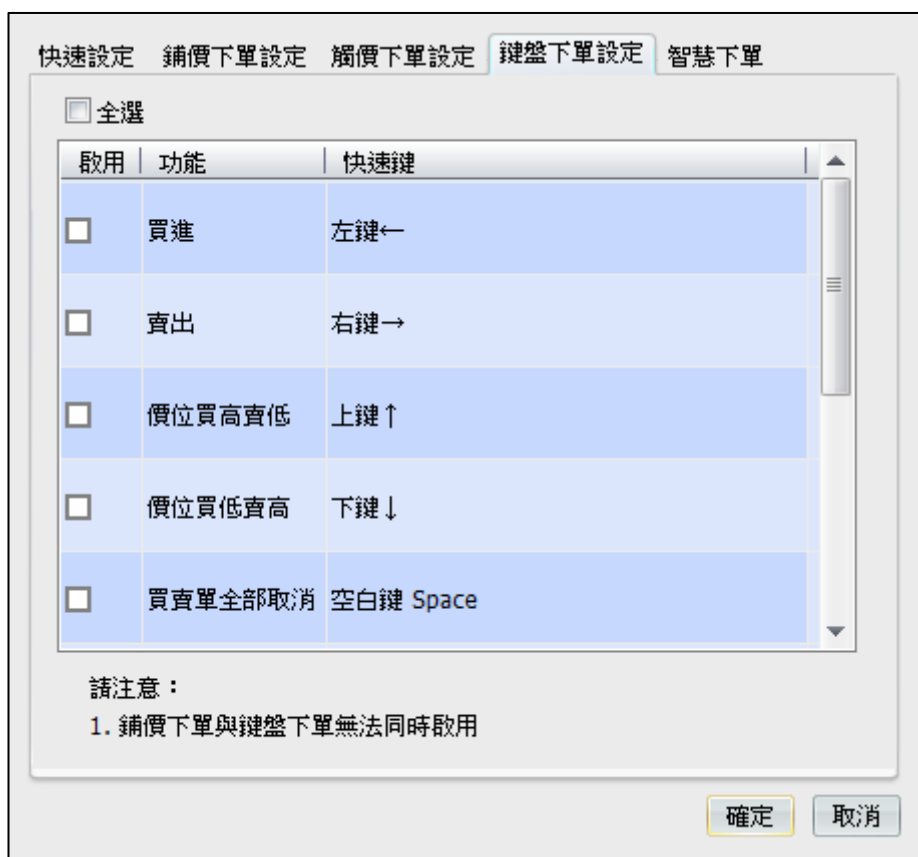 快速設定 鋪價下單設定 觸價下單設定 鍵盤下單設定 智慧下單
全選
啟用 功能 快速鍵
買進 左鍵←
賣出 右鍵→
價位買高賣低 上鍵↑
價位買低賣高 下鍵↓
買賣單全部取消 空白鍵 Space
請注意：
1. 鋪價下單與鍵盤下單無法同時啟用
確定 取消